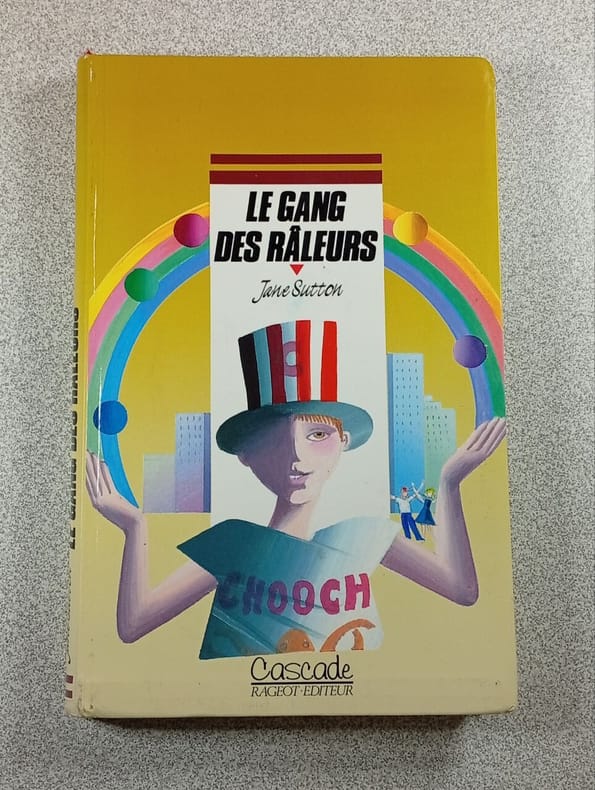 LE GANG
DES RÂLEURS
Jane Sutton
C
CHOOCH
Cascade
RAGEOT·EDITEUR
LE GANG DES RÂLEURS